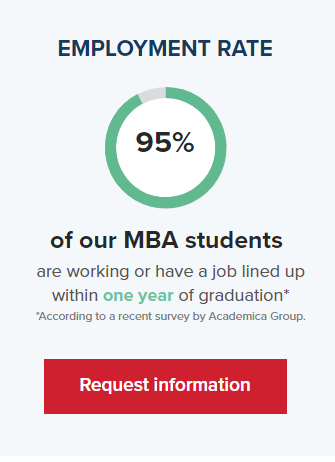 EMPLOYMENT RATE
95%
of our MBA students
are working or have a job lined up
within one year of graduation*
*According to a recent survey by Academica Group.
Request information